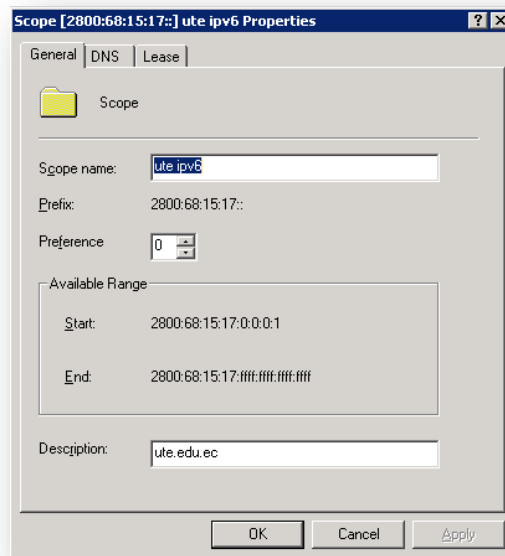 Scope [2800:68:15:17::] ute ipv6 Properties
General DNS Lease
Scope
Scope name: ute ipv6
Prefix: 2800:68:15:17::
Preference 0
Available Range
Start: 2800:68:15:17:0:0:0:1
End: 2800:68:15:17:ffff:ffff:ffff:ffff
Description: ute.edu.ec
OK Cancel Apply